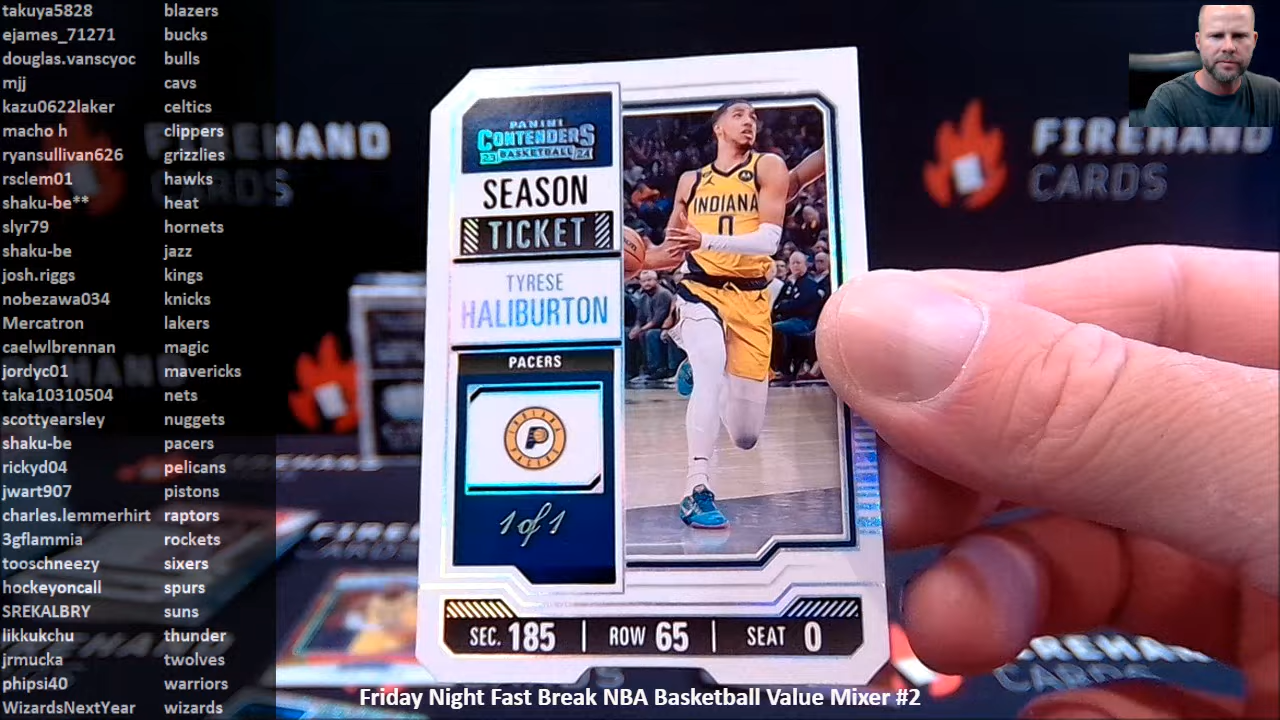 takuya5828 blazers
ejames_71271 bucks
douglas.vanscyoc bulls
mjj cavs
kazu0622laker celtics
macho h clippers
ryansullivan626 grizzlies
rsclem01 hawks
shaku-be** heat
slyr79 hornets
shaku-be jazz
josh.riggs kings
nobezawa034 knicks
Mercatron lakers
caelwlbrennan magic
jordyc01 mavericks
taka10310504 nets
scottyearsley nuggets
shaku-be pacers
rickyd04 pelicans
jwart907 pistons
charles.lemmerhirt raptors
3gflammia rockets
tooschneezy sixers
hockeyoncall spurs
SREKALBRY suns
likkukchu thunder
jrmucka twolves
phipsi40 warriors
WizardsNextYear wizards
FIREHAND
CARDS
FIREHAND
CARDS
PANINI
CONTENDERS
23 BASKETBALL 24
SEASON
TICKET
TYRESE
HALIBURTON
PACERS
INDIANA
PACERS
1 of 1
INDIANA
0
SEC. 185 | ROW 65 | SEAT 0
Friday Night Fast Break NBA Basketball Value Mixer #2